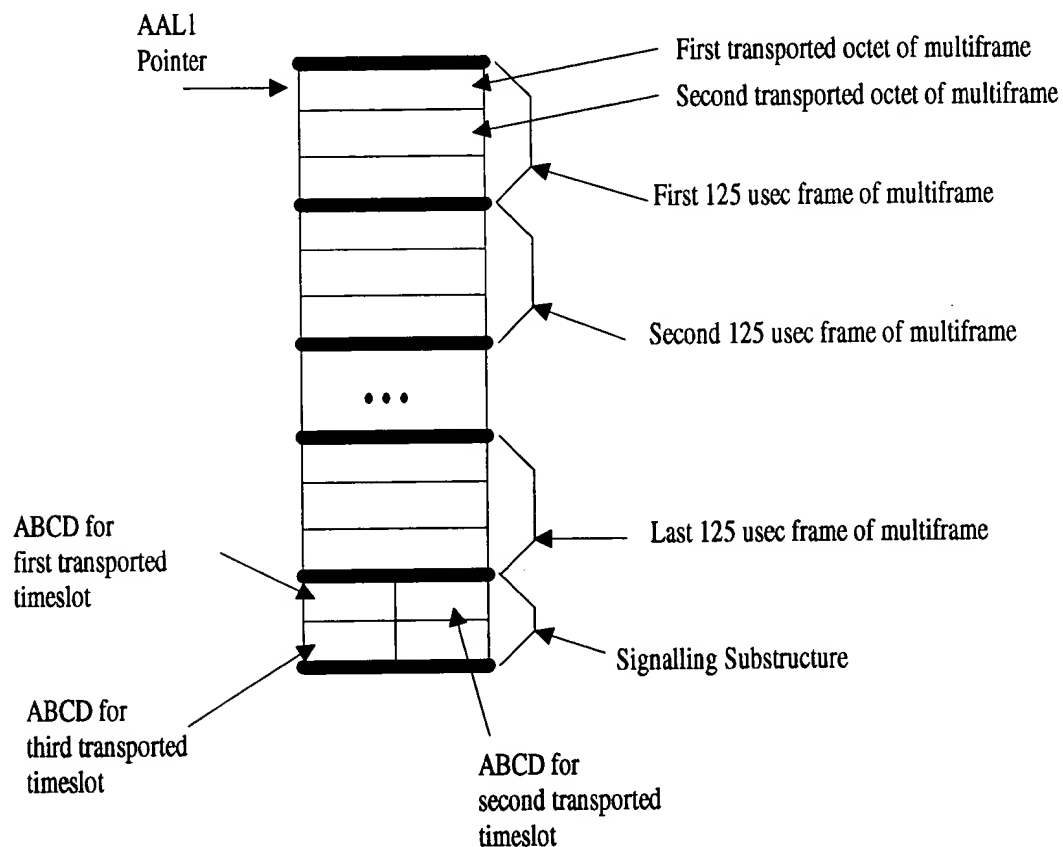 AAL1
Pointer
First transported octet of multiframe
Second transported octet of multiframe
First 125 usec frame of multiframe
Second 125 usec frame of multiframe
Last 125 usec frame of multiframe
ABCD for
first transported
timeslot
Signalling Substructure
ABCD for
third transported
timeslot
ABCD for
second transported
timeslot